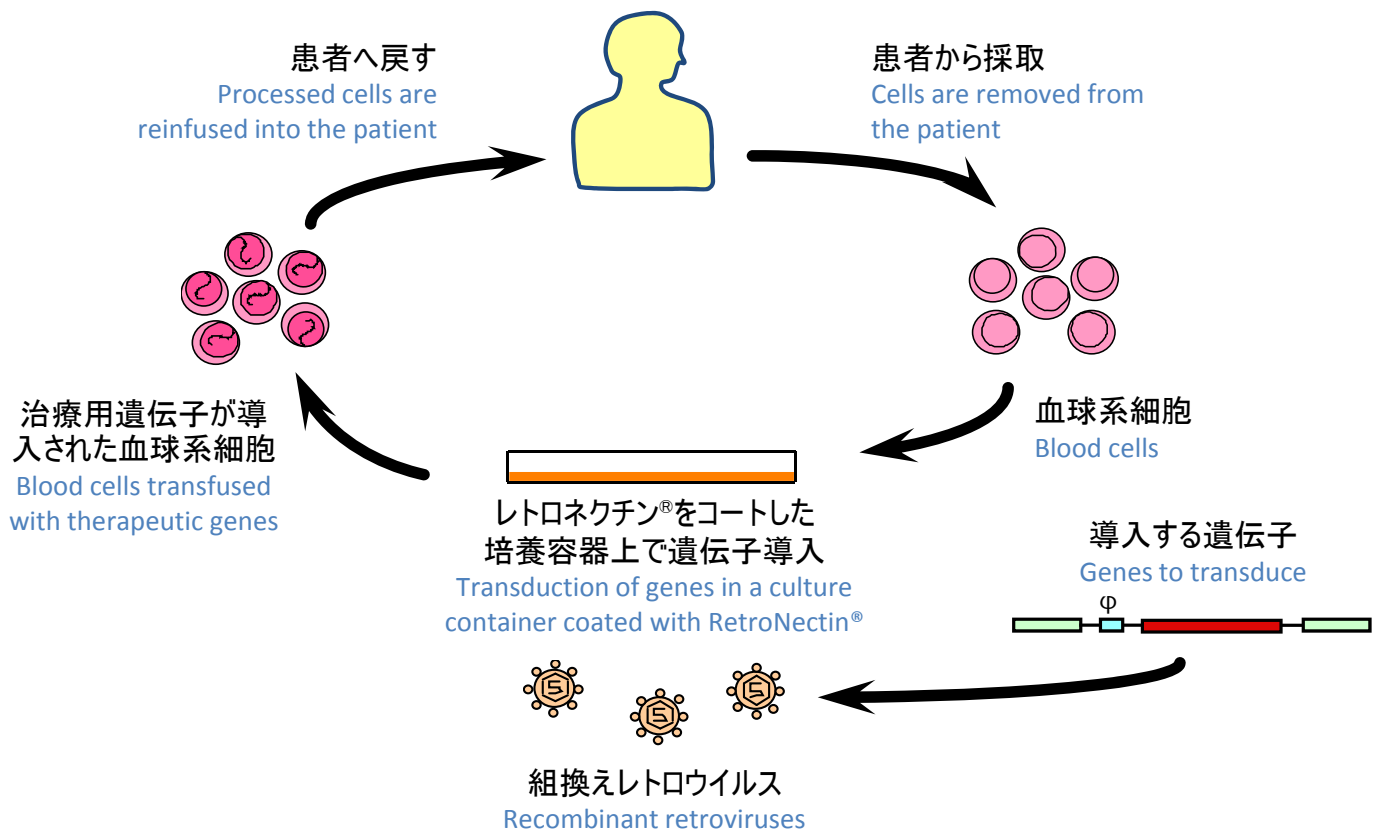 患者へ戻す
Processed cells are
reinfused into the patient
患者から採取
Cells are removed from
the patient
治療用遺伝子が導
入された血球系細胞
Blood cells transfused
with therapeutic genes
血球系細胞
Blood cells
レトロネクチン®をコートした
培養容器上で遺伝子導入
Transduction of genes in a culture
container coated with RetroNectin®
導入する遺伝子
Genes to transduce
φ
組換えレトロウイルス
Recombinant retroviruses